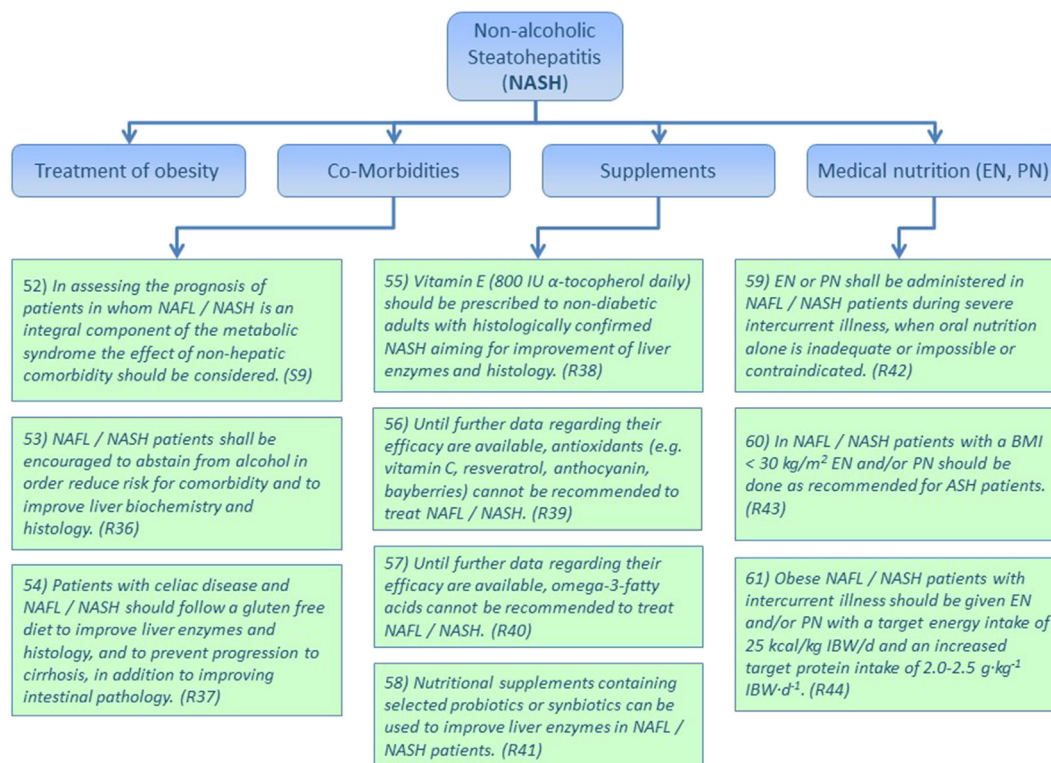 Non-alcoholic
Steatohepatitis
(NASH)
Treatment of obesity
Co-Morbidities
Supplements
Medical nutrition (EN, PN)
52) In assessing the prognosis of
patients in whom NAFL / NASH is an
integral component of the metabolic
syndrome the effect of non-hepatic
comorbidity should be considered. (S9)
53) NAFL / NASH patients shall be
encouraged to abstain from alcohol in
order reduce risk for comorbidity and to
improve liver biochemistry and
histology. (R36)
54) Patients with celiac disease and
NAFL / NASH should follow a gluten free
diet to improve liver enzymes and
histology, and to prevent progression to
cirrhosis, in addition to improving
intestinal pathology. (R37)
55) Vitamin E (800 IU α-tocopherol daily)
should be prescribed to non-diabetic
adults with histologically confirmed
NASH aiming for improvement of liver
enzymes and histology. (R38)
56) Until further data regarding their
efficacy are available, antioxidants (e.g.
vitamin C, resveratrol, anthocyanin,
bayberries) cannot be recommended to
treat NAFL / NASH. (R39)
57) Until further data regarding their
efficacy are available, omega-3-fatty
acids cannot be recommended to treat
NAFL / NASH. (R40)
58) Nutritional supplements containing
selected probiotics or synbiotics can be
used to improve liver enzymes in NAFL /
NASH patients. (R41)
59) EN or PN shall be administered in
NAFL / NASH patients during severe
intercurrent illness, when oral nutrition
alone is inadequate or impossible or
contraindicated. (R42)
60) In NAFL / NASH patients with a BMI
< 30 kg/m² EN and/or PN should be
done as recommended for ASH patients.
(R43)
61) Obese NAFL / NASH patients with
intercurrent illness should be given EN
and/or PN with a target energy intake of
25 kcal/kg IBW/d and an increased
target protein intake of 2.0-2.5 g·kg⁻¹
IBW·d⁻¹. (R44)